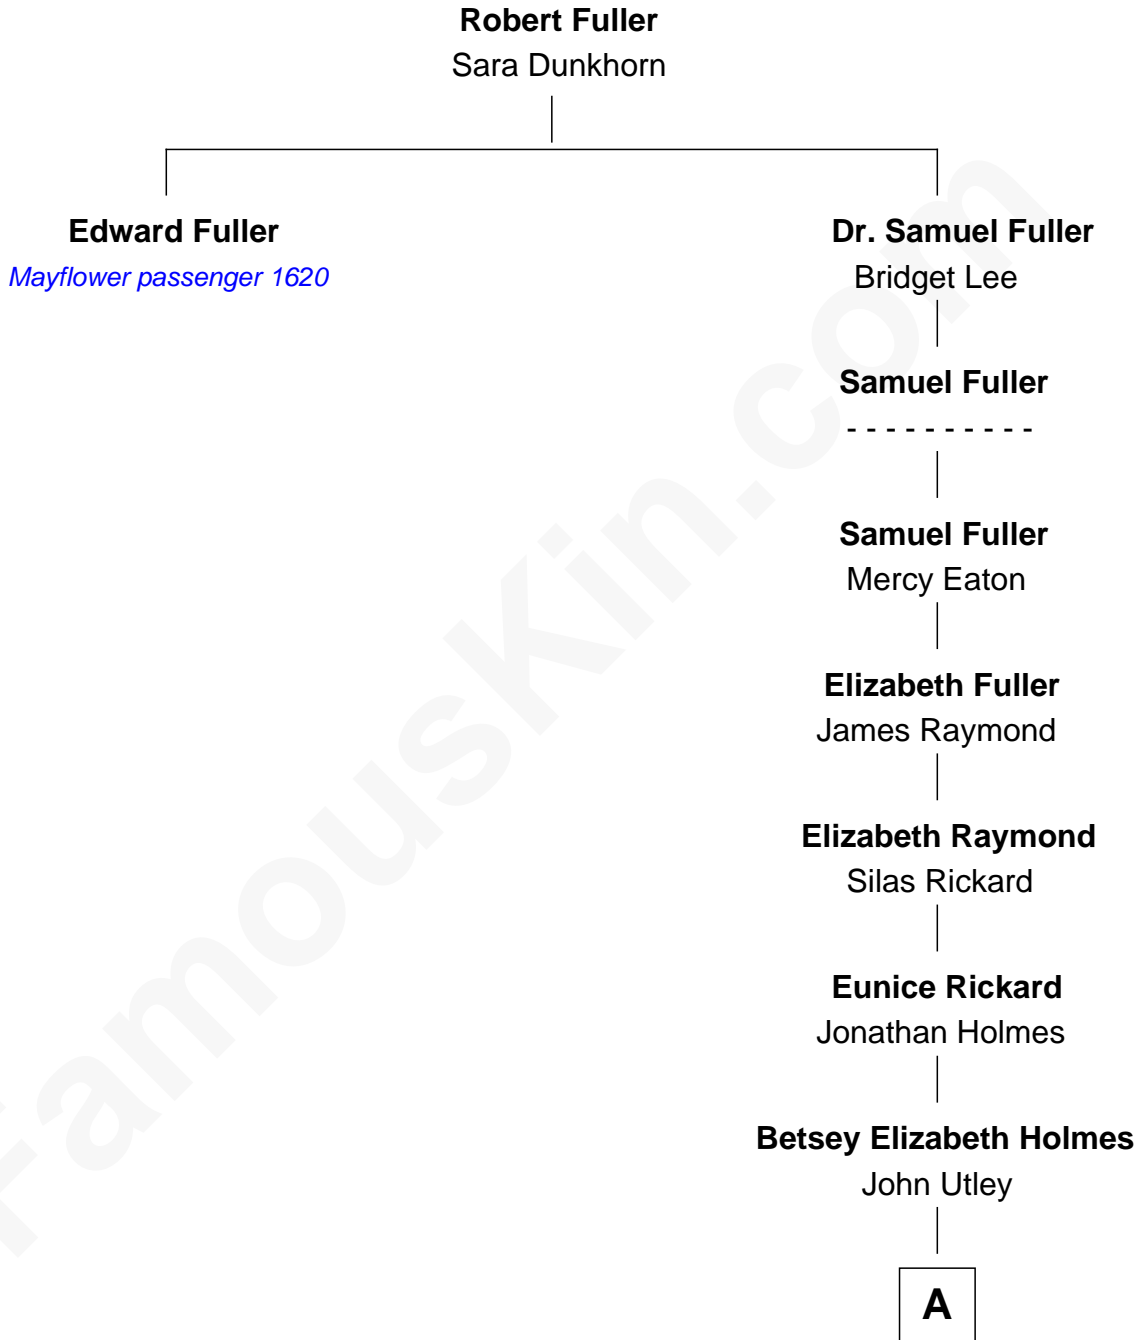 Robert Fuller
Sara Dunkhorn
Edward Fuller
Mayflower passenger 1620
Dr. Samuel Fuller
Bridget Lee
Samuel Fuller
- - - - - - - - - -
Samuel Fuller
Mercy Eaton
Elizabeth Fuller
James Raymond
Elizabeth Raymond
Silas Rickard
Eunice Rickard
Jonathan Holmes
Betsey Elizabeth Holmes
John Utley
A
FamousKin.com